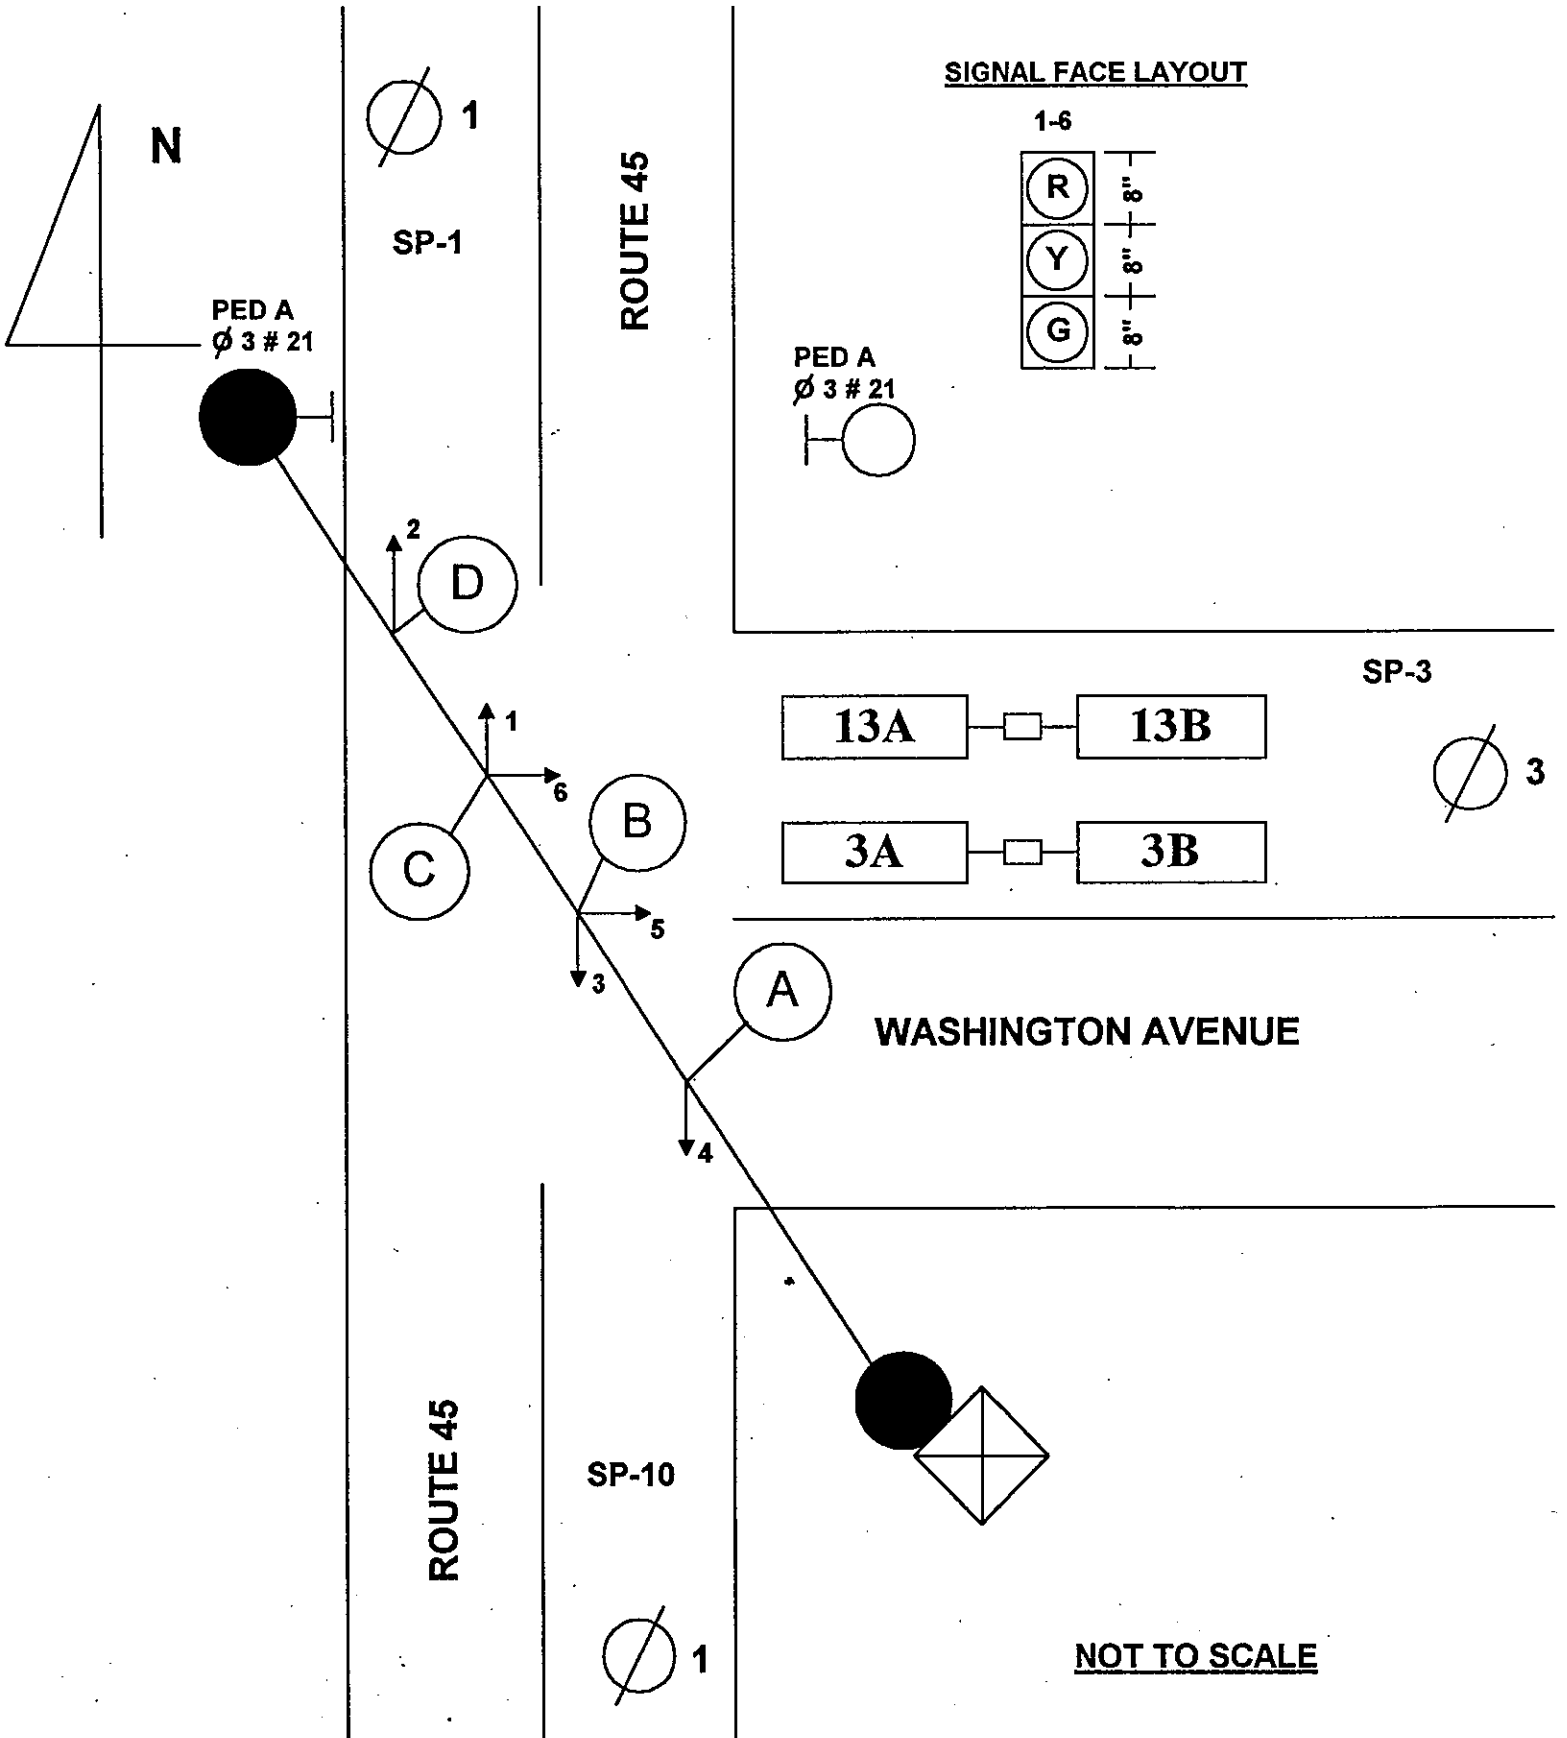 SIGNAL FACE LAYOUT
1-6
R 8"
Y 8"
G 8"
N
Ø 1
SP-1
ROUTE 45
PED A
Ø 3 # 21
PED A
Ø 3 # 21
2
D
SP-3
13A 13B
1
6
Ø 3
B
3A 3B
C
5
3
A
WASHINGTON AVENUE
4
ROUTE 45
SP-10
Ø 1
NOT TO SCALE